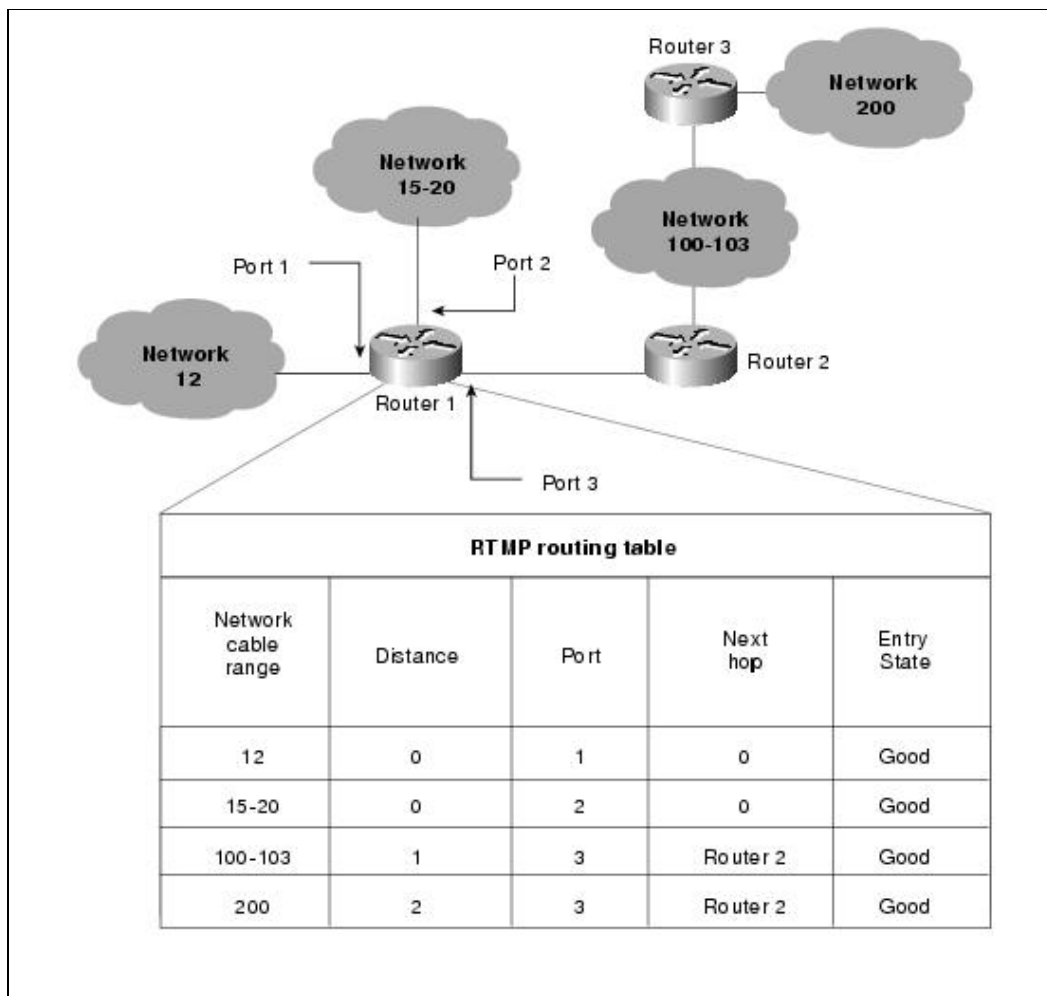 Router 3
Network
200
Network
15-20
Network
100-103
Port 1
Port 2
Network
12
Router 1
Router 2
Port 3
RTMP routing table
Network
cable
range
Distance
Port
Next
hop
Entry
State
12 0 1 0 Good
15-20 0 2 0 Good
100-103 1 3 Router 2 Good
200 2 3 Router 2 Good